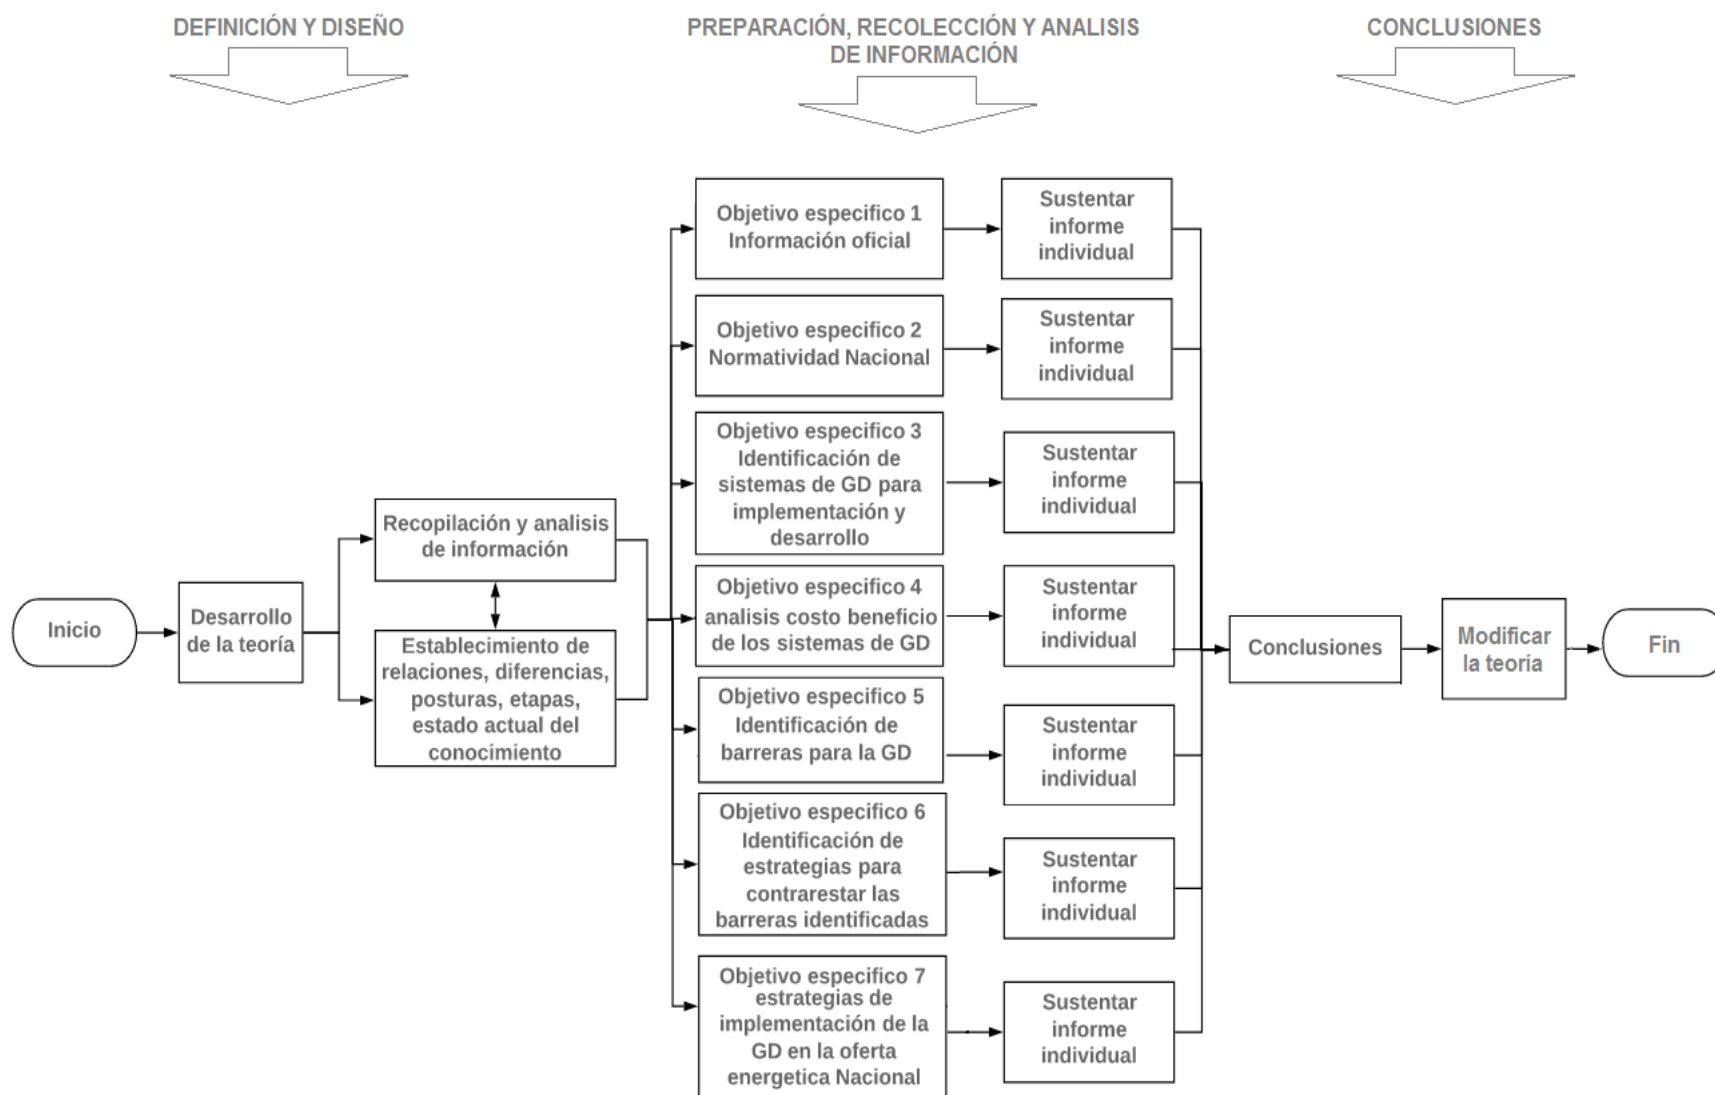 DEFINICIÓN Y DISEÑO
PREPARACIÓN, RECOLECCIÓN Y ANALISIS
DE INFORMACIÓN
CONCLUSIONES
Inicio
Desarrollo
de la teoría
Recopilación y analisis
de información
Establecimiento de
relaciones, diferencias,
posturas, etapas,
estado actual del
conocimiento
Objetivo especifico 1
Información oficial
Sustentar
informe
individual
Objetivo especifico 2
Normatividad Nacional
Sustentar
informe
individual
Objetivo especifico 3
Identificación de
sistemas de GD para
implementación y
desarrollo
Sustentar
informe
individual
Objetivo especifico 4
analisis costo beneficio
de los sistemas de GD
Sustentar
informe
individual
Objetivo especifico 5
Identificación de
barreras para la GD
Sustentar
informe
individual
Objetivo especifico 6
Identificación de
estrategias para
contrarestar las
barreras identificadas
Sustentar
informe
individual
Objetivo especifico 7
estrategias de
implementación de la
GD en la oferta
energetica Nacional
Sustentar
informe
individual
Conclusiones
Modificar
la teoría
Fin